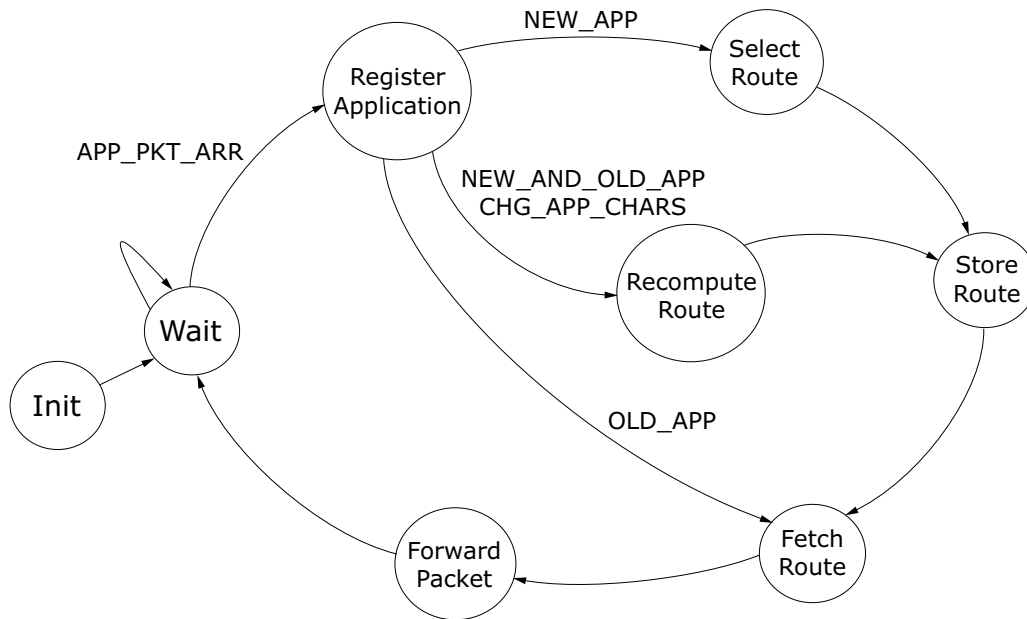 NEW_APP
Select
Route
Register
Application
APP_PKT_ARR
NEW_AND_OLD_APP
CHG_APP_CHARS
Recompute
Route
Store
Route
Wait
Init
OLD_APP
Forward
Packet
Fetch
Route